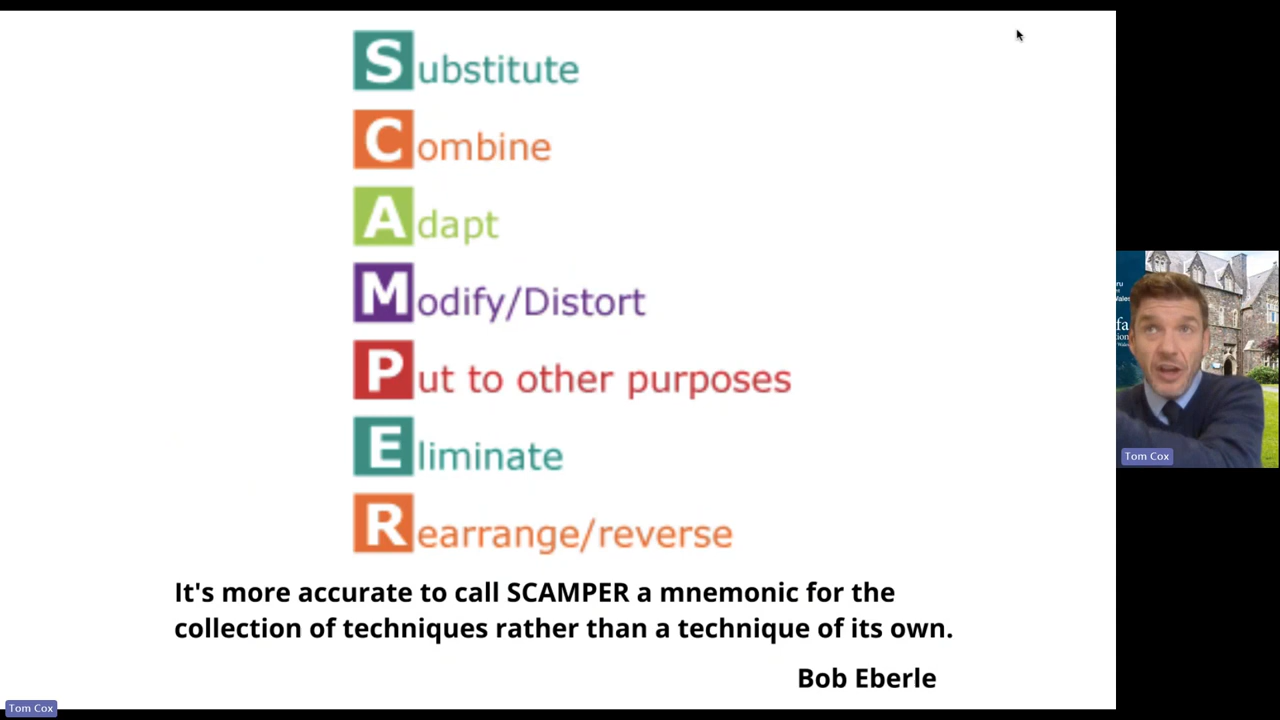 Substitute
Combine
Adapt
Modify/Distort
Put to other purposes
Eliminate
Rearrange/reverse
It's more accurate to call SCAMPER a mnemonic for the
collection of techniques rather than a technique of its own.
Bob Eberle
Tom Cox
Tom Cox